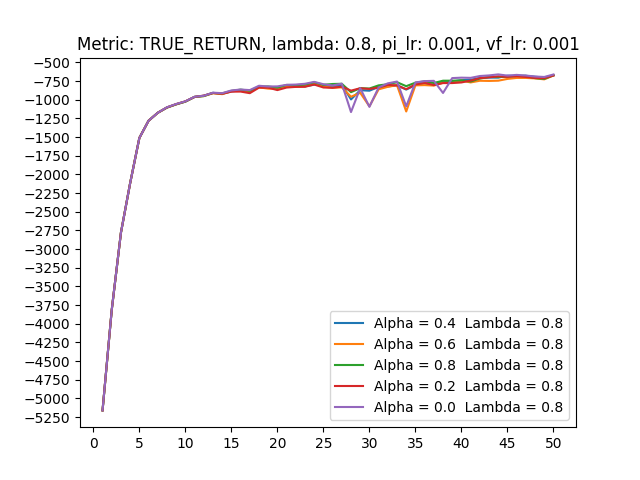 Metric: TRUE_RETURN, lambda: 0.8, pi_lr: 0.001, vf_lr: 0.001
−500
−750
−1000
−1250
−1500
−1750
−2000
−2250
−2500
−2750
−3000
−3250
−3500
−3750
−4000
−4250
−4500
−4750
−5000
−5250
Alpha = 0.4 Lambda = 0.8
Alpha = 0.6 Lambda = 0.8
Alpha = 0.8 Lambda = 0.8
Alpha = 0.2 Lambda = 0.8
Alpha = 0.0 Lambda = 0.8
0 5 10 15 20 25 30 35 40 45 50